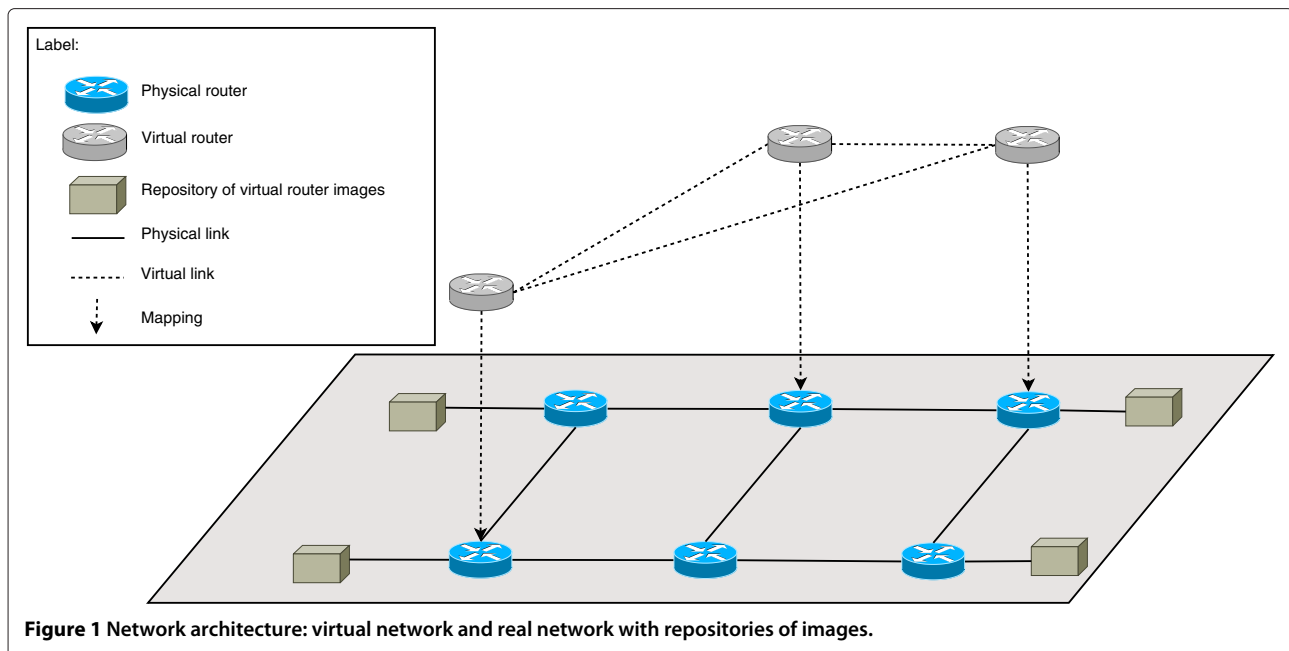 Label:
Physical router
Virtual router
Repository of virtual router images
Physical link
Virtual link
Mapping
Figure 1 Network architecture: virtual network and real network with repositories of images.